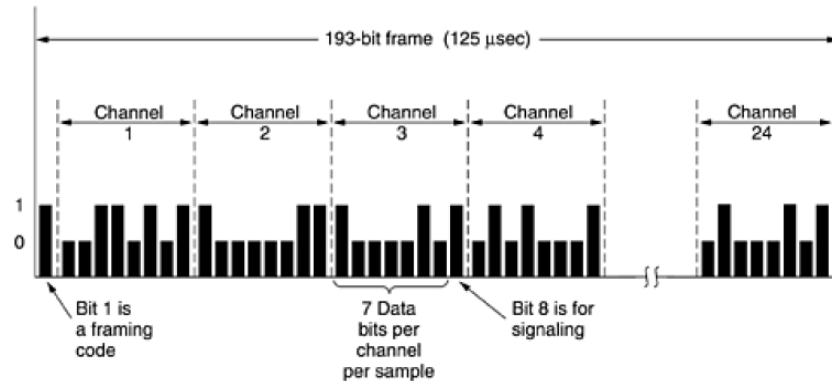 193-bit frame (125 μsec)
Channel
1
Channel
2
Channel
3
Channel
4
Channel
24
1
0
Bit 1 is
a framing
code
7 Data
bits per
channel
per sample
Bit 8 is for
signaling